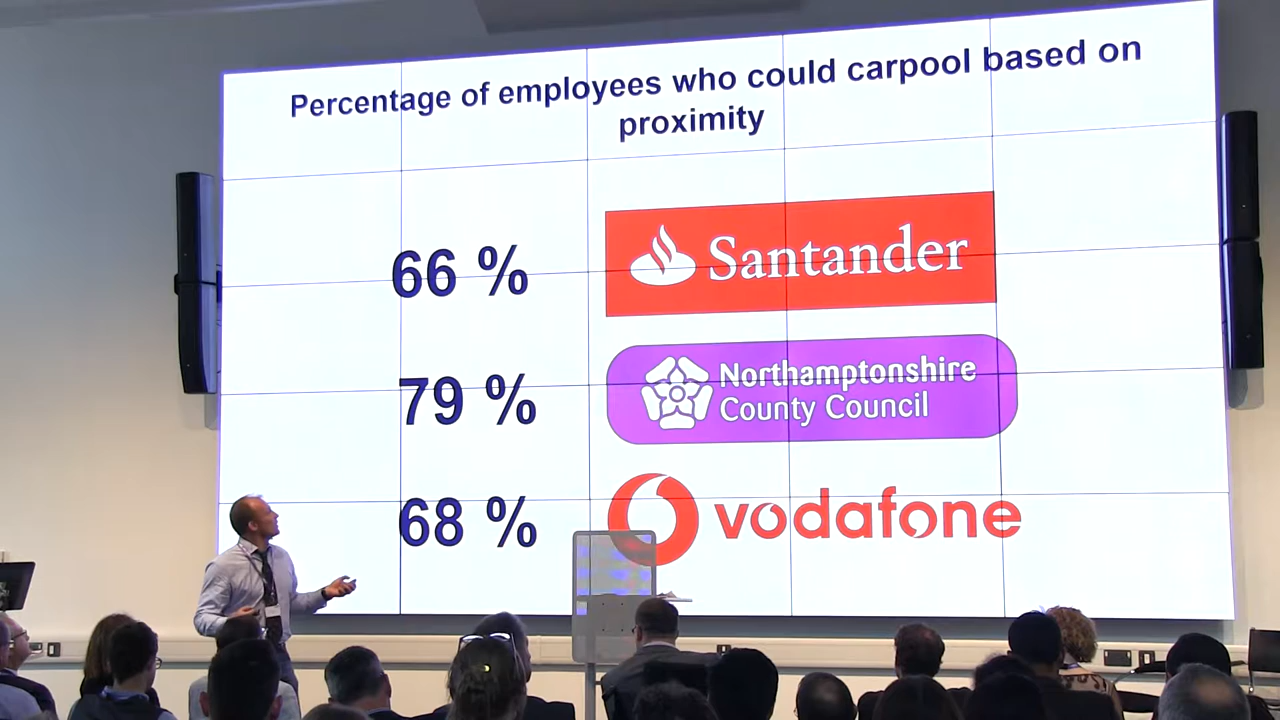 Percentage of employees who could carpool based on
proximity
66 %
Santander
79 %
Northamptonshire
County Council
68 %
vodafone